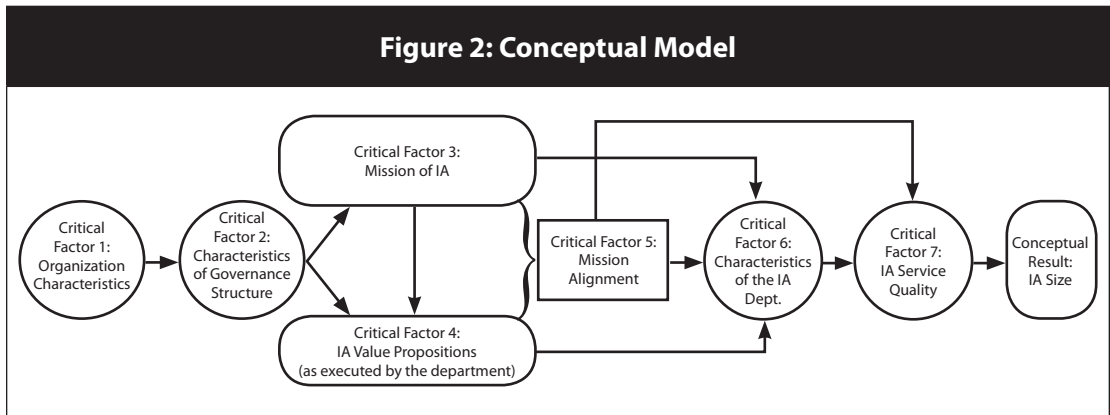 Figure 2: Conceptual Model
Critical
Factor 1:
Organization
Characteristics
Critical
Factor 2:
Characteristics
of Governance
Structure
Critical Factor 3:
Mission of IA
Critical Factor 4:
IA Value Propositions
(as executed by the department)
Critical Factor 5:
Mission
Alignment
Critical
Factor 6:
Characteristics
of the IA
Dept.
Critical
Factor 7:
IA Service
Quality
Conceptual
Result:
IA Size